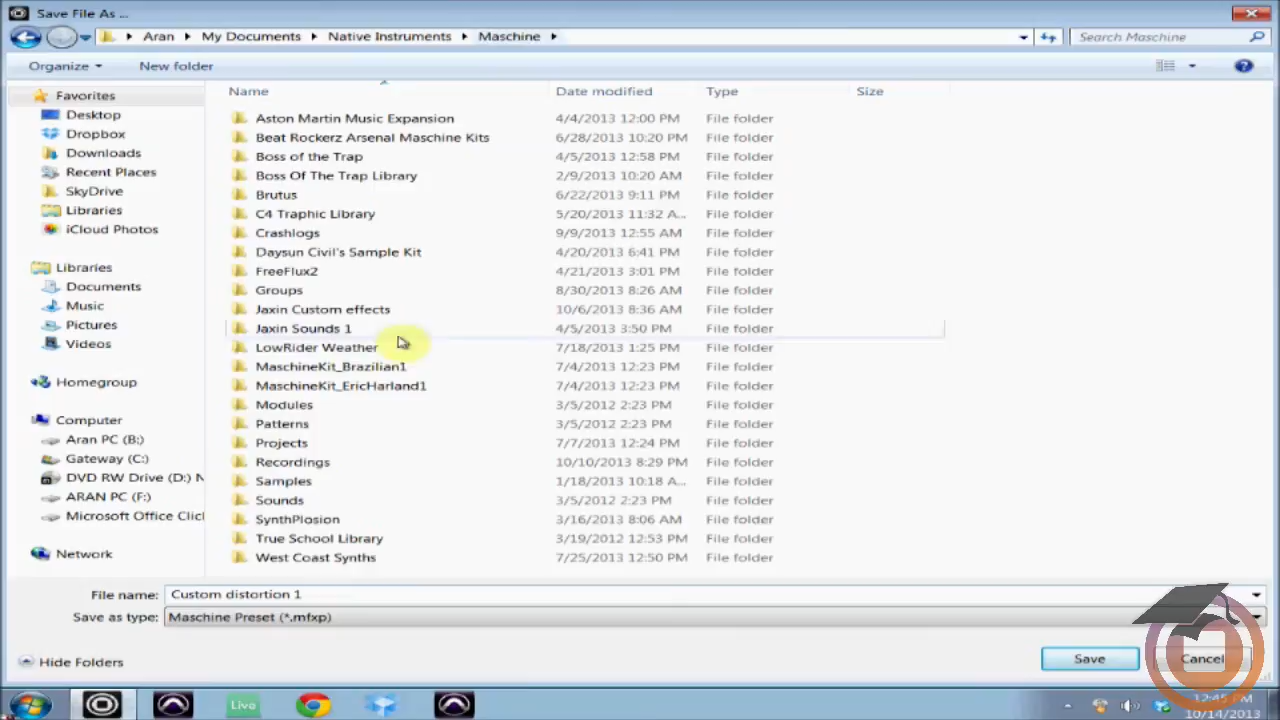 Save File As ...
Aran My Documents Native Instruments Maschine Search Maschine
Organize New folder
Name Date modified Type Size
Favorites
Desktop
Dropbox
Downloads
Recent Places
SkyDrive
Libraries
iCloud Photos
Libraries
Documents
Music
Pictures
Videos
Homegroup
Computer
Aran PC (B:)
Gateway (C:)
DVD RW Drive (D:) N
ARAN PC (F:)
Microsoft Office Clic
Network
Aston Martin Music Expansion 4/4/2013 12:00 PM File folder
Beat Rockerz Arsenal Maschine Kits 6/28/2013 10:20 PM File folder
Boss of the Trap 4/5/2013 12:58 PM File folder
Boss Of The Trap Library 2/9/2013 10:20 AM File folder
Brutus 6/22/2013 9:11 PM File folder
C4 Traphic Library 5/20/2013 11:32 A... File folder
Crashlogs 9/9/2013 12:55 AM File folder
Daysun Civil's Sample Kit 4/20/2013 6:41 PM File folder
FreeFlux2 4/21/2013 3:01 PM File folder
Groups 8/30/2013 8:26 AM File folder
Jaxin Custom effects 10/6/2013 8:36 AM File folder
Jaxin Sounds 1 4/5/2013 3:50 PM File folder
LowRider Weather 7/18/2013 1:25 PM File folder
MaschineKit_Brazilian1 7/4/2013 12:23 PM File folder
MaschineKit_EricHarland1 7/4/2013 12:23 PM File folder
Modules 3/5/2012 2:23 PM File folder
Patterns 3/5/2012 2:23 PM File folder
Projects 7/7/2013 12:24 PM File folder
Recordings 10/10/2013 8:29 PM File folder
Samples 1/18/2013 10:18 A... File folder
Sounds 3/5/2012 2:23 PM File folder
SynthPlosion 3/16/2013 8:06 AM File folder
True School Library 3/19/2012 12:53 PM File folder
West Coast Synths 7/25/2013 12:50 PM File folder
File name: Custom distortion 1
Save as type: Maschine Preset (*.mfxp)
Hide Folders Save Cancel
Live
12:45 PM
10/14/2013